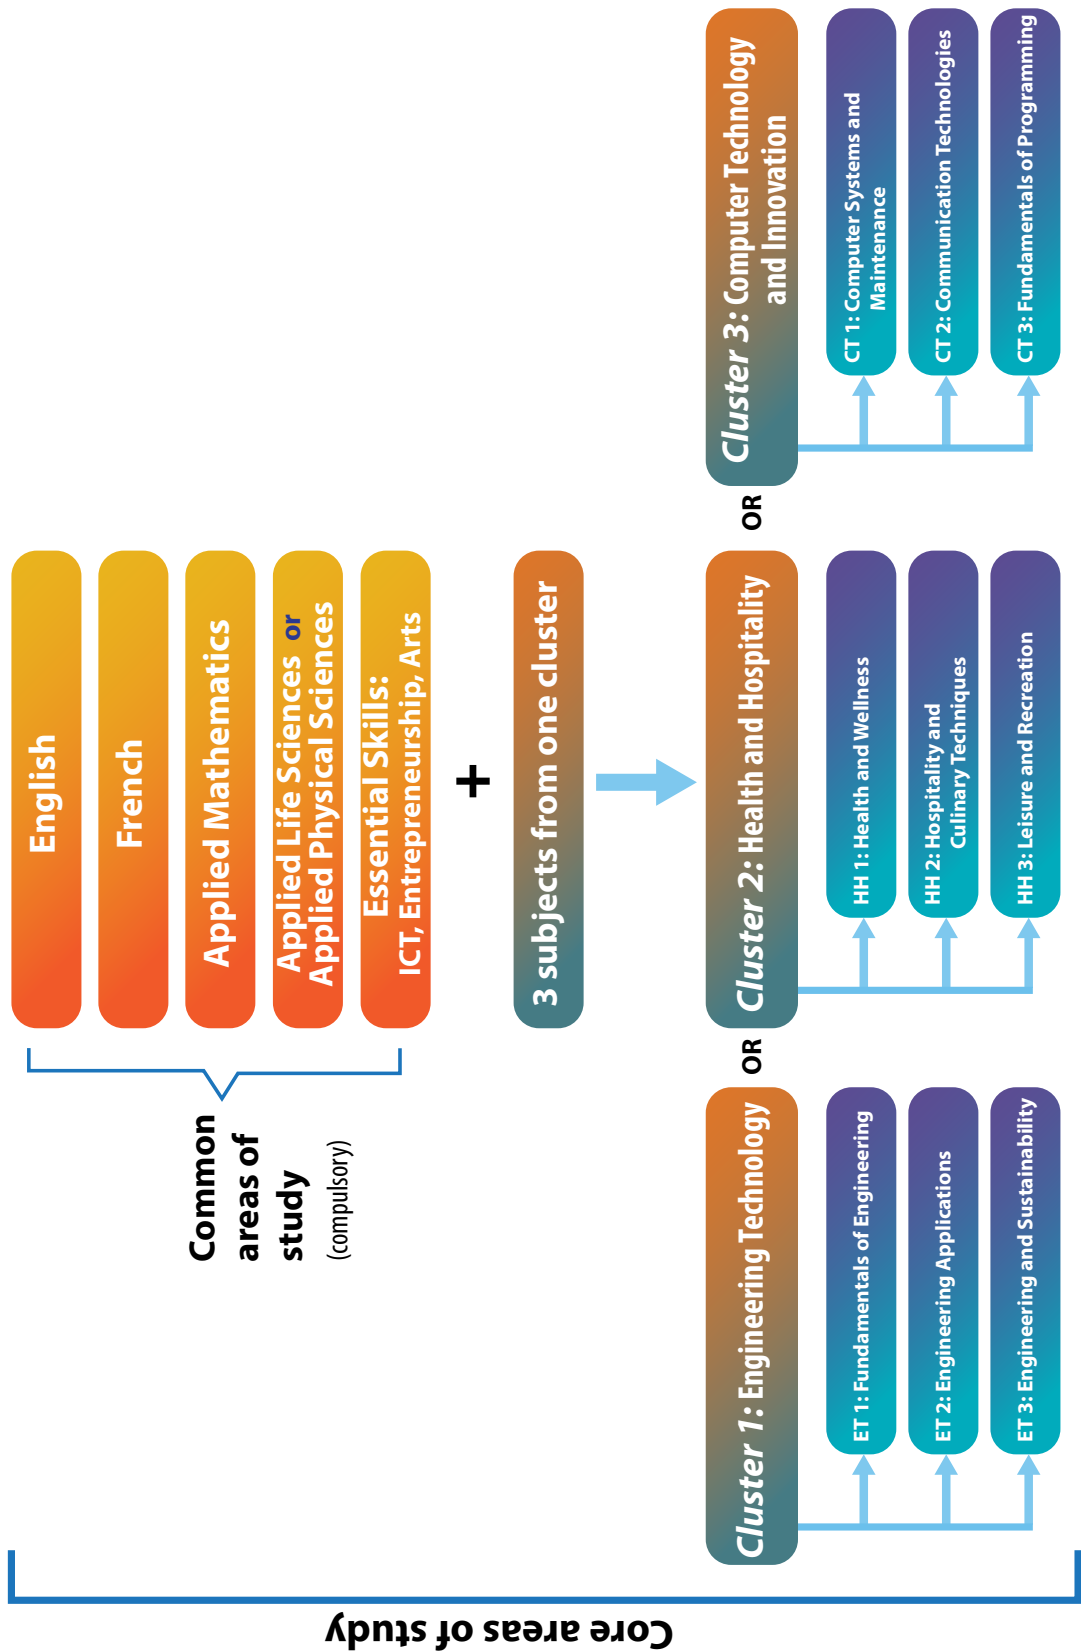 Core areas of study
Common
areas of
study
(compulsory)
English
French
Applied Mathematics
Applied Life Sciences or
Applied Physical Sciences
Essential Skills:
ICT, Entrepreneurship, Arts
+
3 subjects from one cluster
Cluster 1: Engineering Technology
ET 1: Fundamentals of Engineering
ET 2: Engineering Applications
ET 3: Engineering and Sustainability
OR
Cluster 2: Health and Hospitality
HH 1: Health and Wellness
HH 2: Hospitality and
Culinary Techniques
HH 3: Leisure and Recreation
OR
Cluster 3: Computer Technology
and Innovation
CT 1: Computer Systems and
Maintenance
CT 2: Communication Technologies
CT 3: Fundamentals of Programming